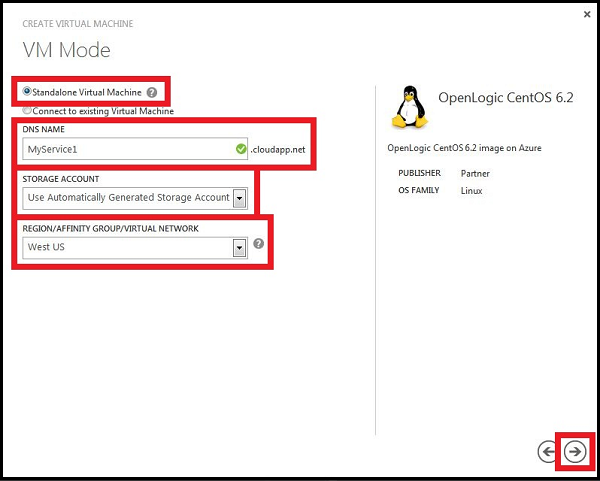 CREATE VIRTUAL MACHINE
VM Mode
Standalone Virtual Machine ?
Connect to existing Virtual Machine
DNS NAME
MyService1 .cloudapp.net
STORAGE ACCOUNT
Use Automatically Generated Storage Account
REGION/AFFINITY GROUP/VIRTUAL NETWORK
West US ?
OpenLogic CentOS 6.2
OpenLogic CentOS 6.2 image on Azure
PUBLISHER Partner
OS FAMILY Linux